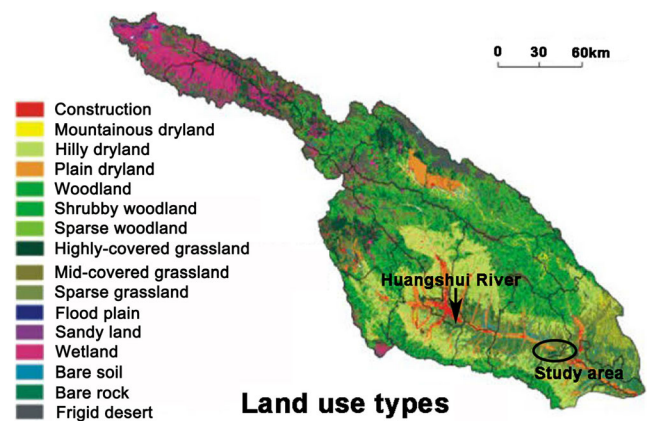 0 30 60km
Construction
Mountainous dryland
Hilly dryland
Plain dryland
Woodland
Shrubby woodland
Sparse woodland
Highly-covered grassland
Mid-covered grassland
Sparse grassland
Flood plain
Sandy land
Wetland
Bare soil
Bare rock
Frigid desert
Huangshui River
Study area
Land use types